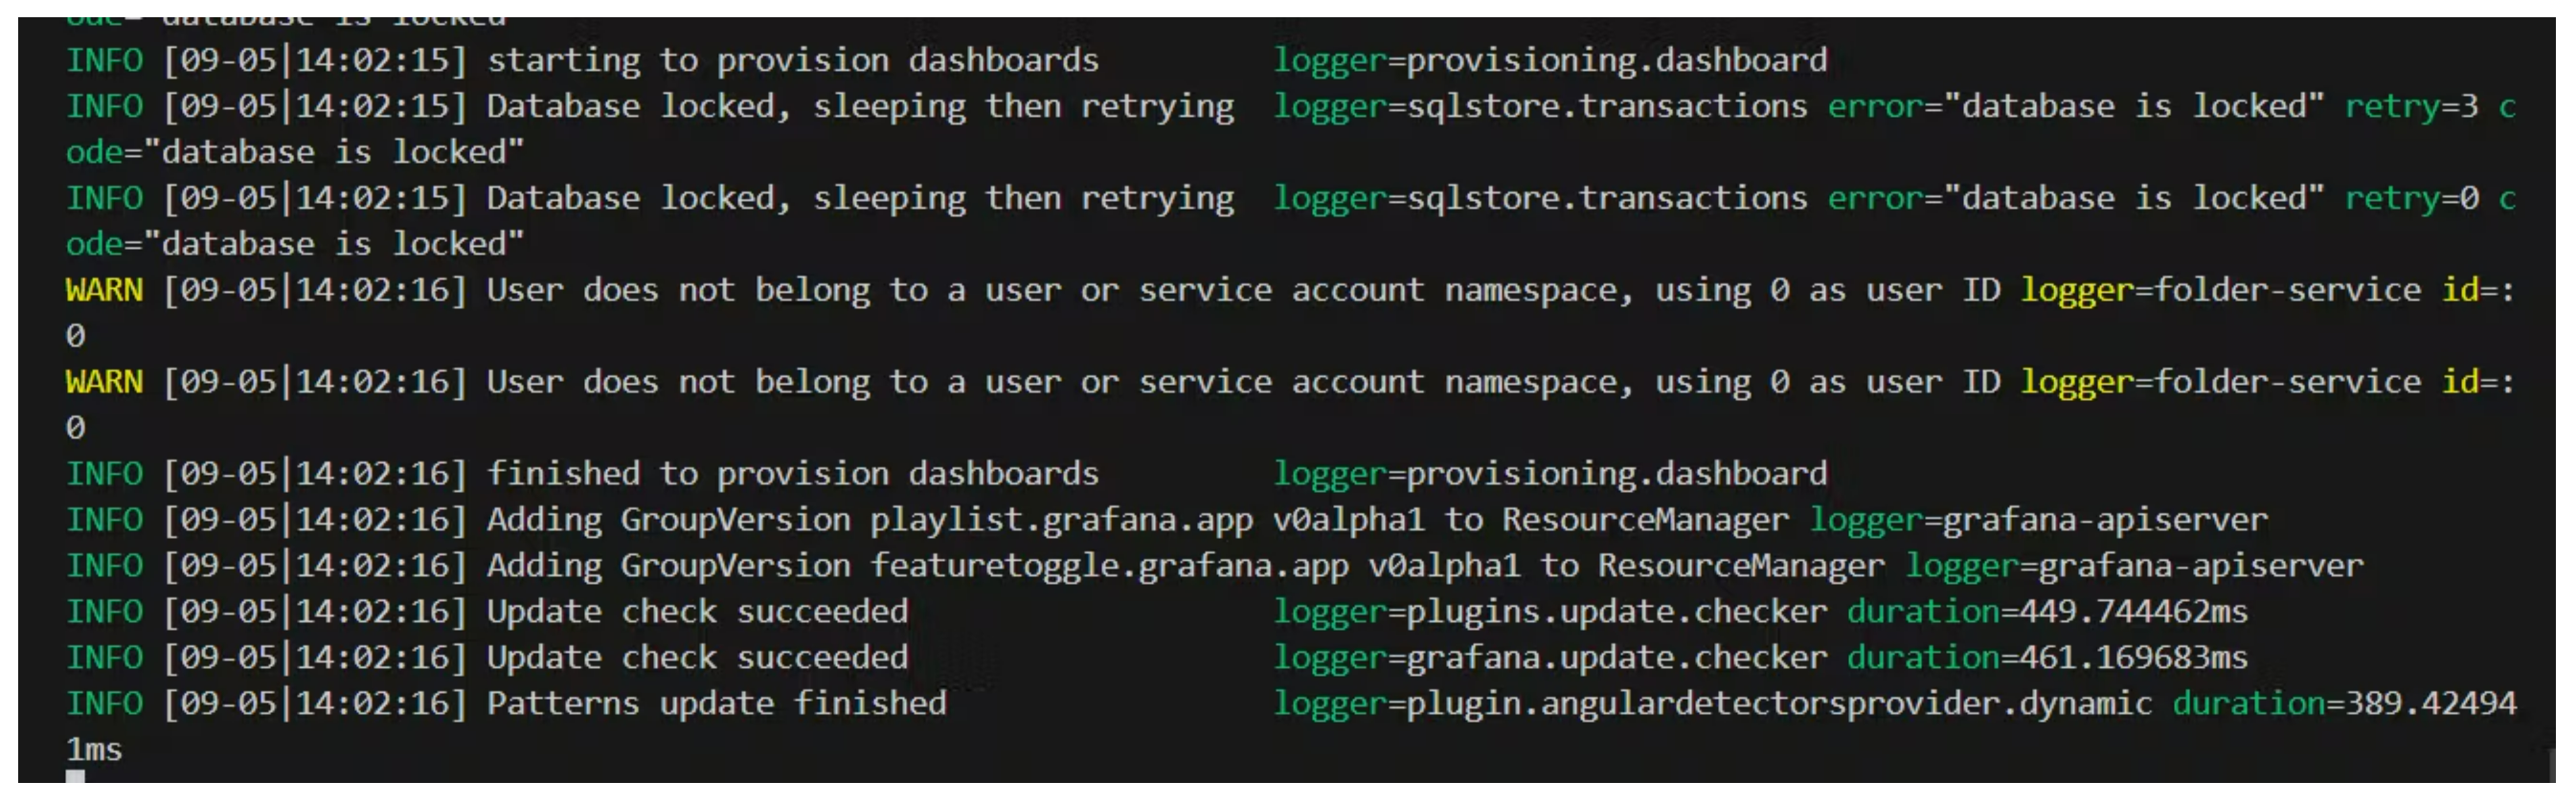 ode="database is locked"
INFO [09-05|14:02:15] starting to provision dashboards logger=provisioning.dashboard
INFO [09-05|14:02:15] Database locked, sleeping then retrying logger=sqlstore.transactions error="database is locked" retry=3 c
ode="database is locked"
INFO [09-05|14:02:15] Database locked, sleeping then retrying logger=sqlstore.transactions error="database is locked" retry=0 c
ode="database is locked"
WARN [09-05|14:02:16] User does not belong to a user or service account namespace, using 0 as user ID logger=folder-service id=:
0
WARN [09-05|14:02:16] User does not belong to a user or service account namespace, using 0 as user ID logger=folder-service id=:
0
INFO [09-05|14:02:16] finished to provision dashboards logger=provisioning.dashboard
INFO [09-05|14:02:16] Adding GroupVersion playlist.grafana.app v0alpha1 to ResourceManager logger=grafana-apiserver
INFO [09-05|14:02:16] Adding GroupVersion featuretoggle.grafana.app v0alpha1 to ResourceManager logger=grafana-apiserver
INFO [09-05|14:02:16] Update check succeeded logger=plugins.update.checker duration=449.744462ms
INFO [09-05|14:02:16] Update check succeeded logger=grafana.update.checker duration=461.169683ms
INFO [09-05|14:02:16] Patterns update finished logger=plugin.angulardetectorsprovider.dynamic duration=389.42494
1ms